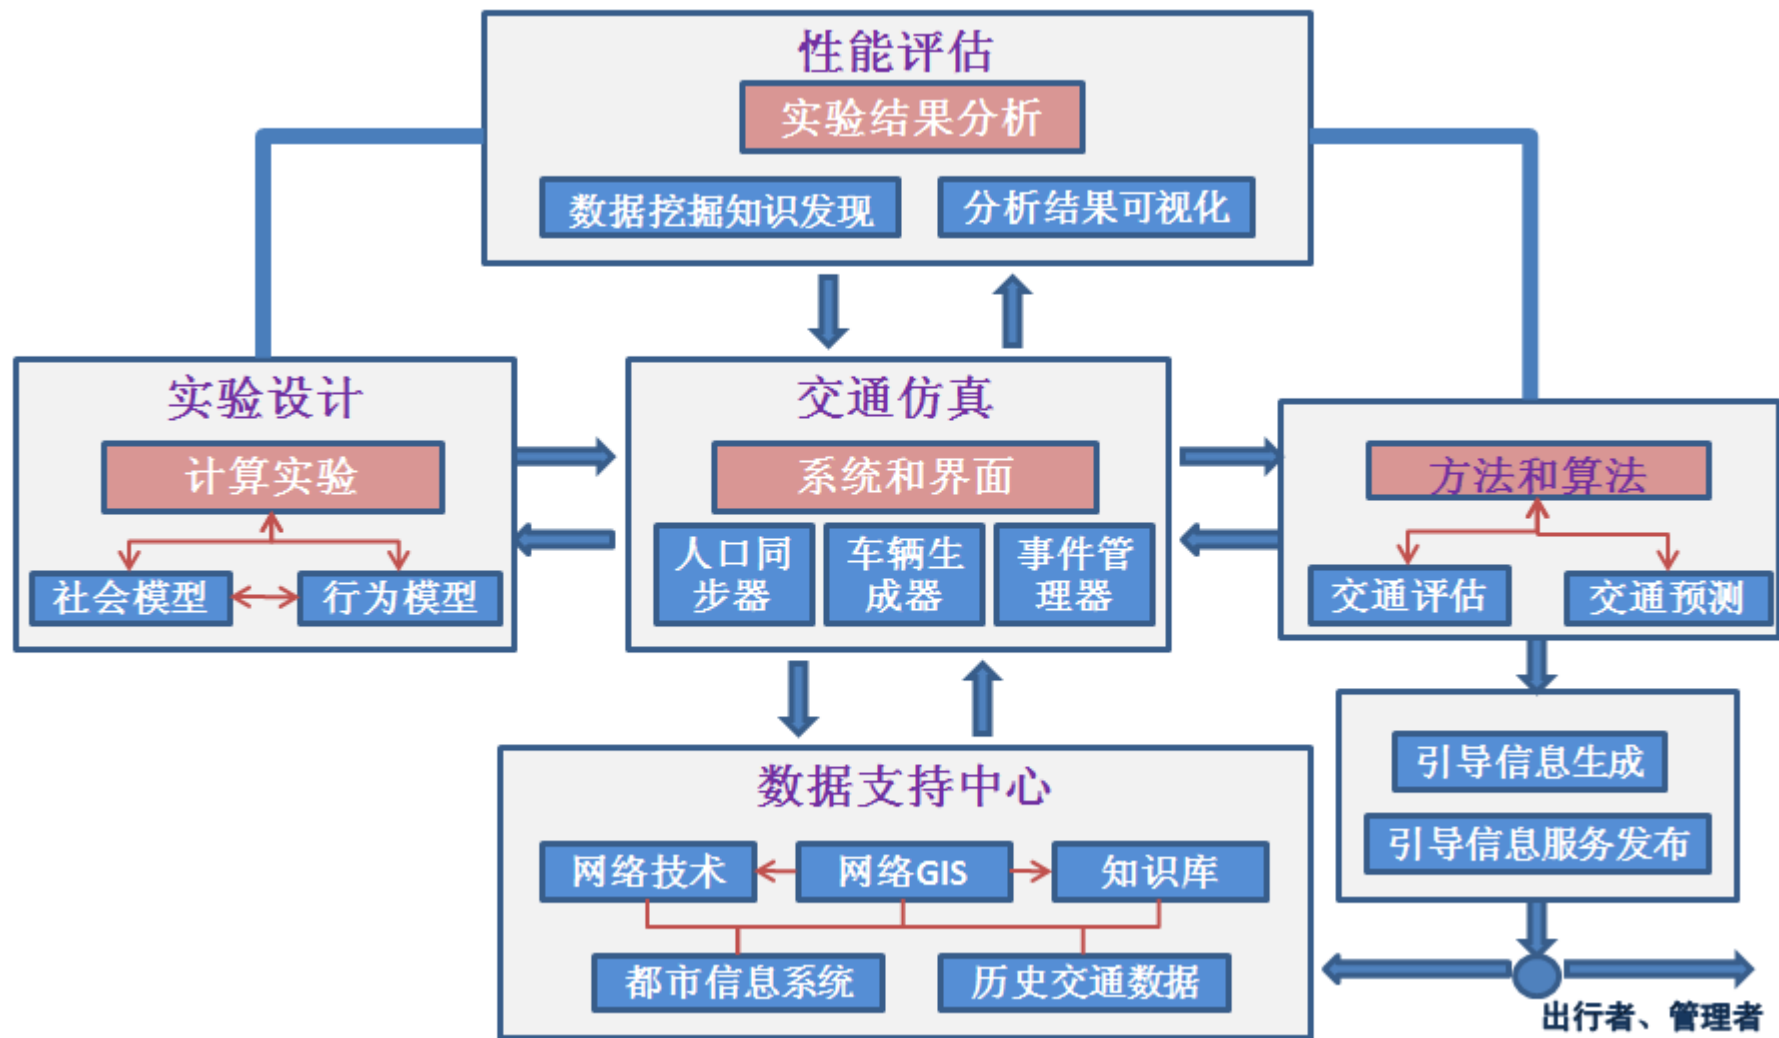 性能评估
实验结果分析
数据挖掘知识发现
分析结果可视化
实验设计
计算实验
社会模型
行为模型
交通仿真
系统和界面
人口同
步器
车辆生
成器
事件管
理器
方法和算法
交通评估
交通预测
数据支持中心
网络技术
网络GIS
知识库
都市信息系统
历史交通数据
引导信息生成
引导信息服务发布
出行者、管理者